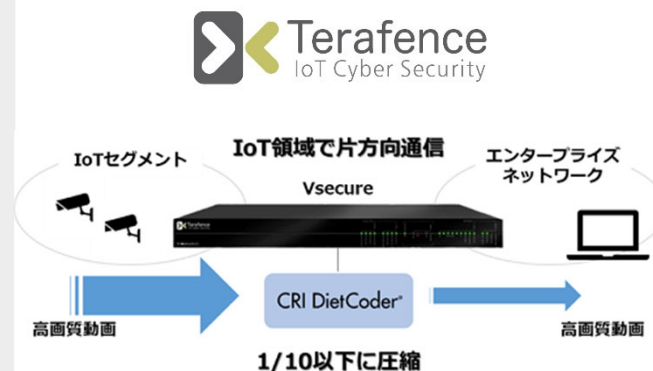 Terafence
IoT Cyber Security
IoT領域で片方向通信
IoTセグメント
エンタープライズ
ネットワーク
Vsecure
Terafence
CRI DietCoder®
高画質動画
高画質動画
1/10以下に圧縮